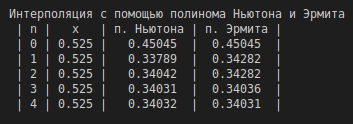 Интерполяция с помощью полинома Ньютона и Эрмита
| n | x | п. Ньютона | п. Эрмита |
| 0 | 0.525 | 0.45045 | 0.45045 |
| 1 | 0.525 | 0.33789 | 0.34282 |
| 2 | 0.525 | 0.34042 | 0.34282 |
| 3 | 0.525 | 0.34031 | 0.34036 |
| 4 | 0.525 | 0.34032 | 0.34031 |